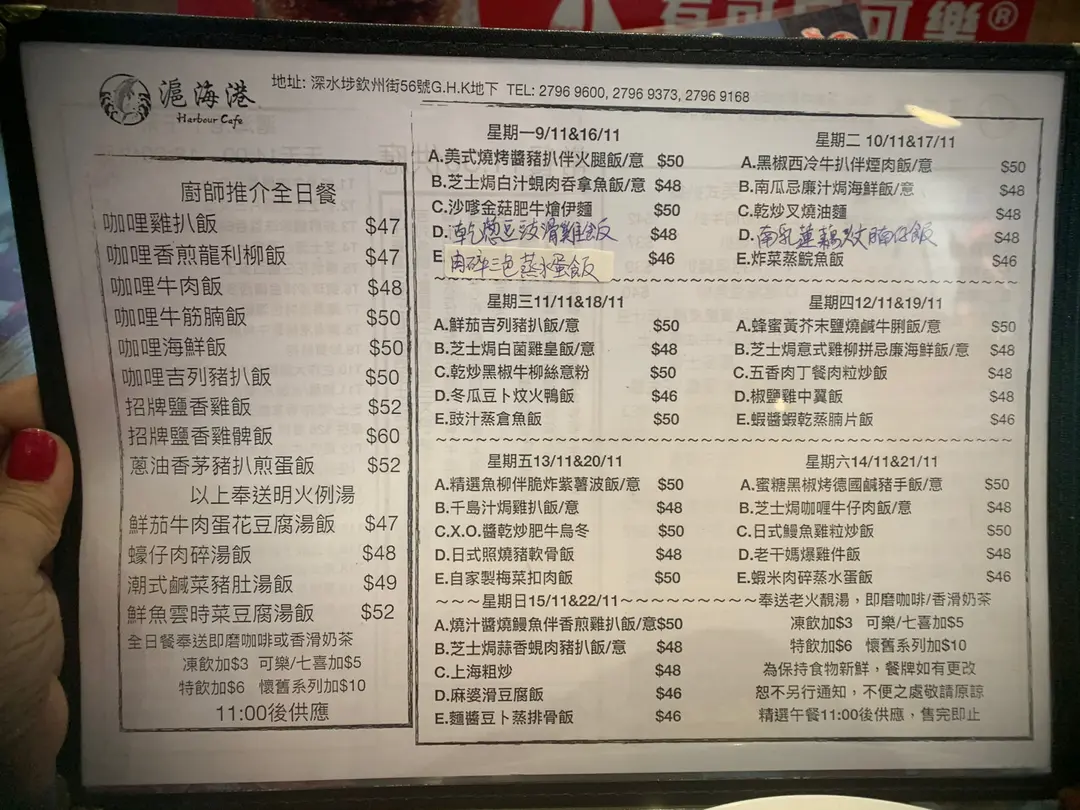 有可口可樂®
滬海港
Harbour Cafe
地址: 深水埗欽州街56號G.H.K地下 TEL: 2796 9600, 2796 9373, 2796 9168
廚師推介全日餐
咖哩雞扒飯 $47
咖哩香煎龍利柳飯 $47
咖哩牛肉飯 $48
咖哩牛筋腩飯 $50
咖哩海鮮飯 $50
咖哩吉列豬扒飯 $50
招牌鹽香雞飯 $52
招牌鹽香雞髀飯 $60
蔥油香茅豬扒煎蛋飯 $52
以上奉送明火例湯
鮮茄牛肉蛋花豆腐湯飯 $47
蠔仔肉碎湯飯 $48
潮式鹹菜豬肚湯飯 $49
鮮魚雲時菜豆腐湯飯 $52
全日餐奉送即磨咖啡或香滑奶茶
凍飲加$3 可樂/七喜加$5
特飲加$6 懷舊系列加$10
11:00後供應
星期一9/11&16/11
A.美式燒烤醬豬扒伴火腿飯/意 $50
B.芝士焗白汁蜆肉吞拿魚飯/意 $48
C.沙嗲金菇肥牛燴伊麵 $50
D.乾蔥豆豉滑雞飯 $48
E 肉碎三色蒸水蛋飯 $46
星期二 10/11&17/11
A.黑椒西冷牛扒伴煙肉飯/意 $50
B.南瓜忌廉汁焗海鮮飯/意 $48
C.乾炒叉燒油麵 $48
D.南乳蓮藕炆腩仔飯 $48
E.炸菜蒸鯇魚飯 $46
星期三11/11&18/11
A.鮮茄吉列豬扒飯/意 $50
B.芝士焗白菌雞皇飯/意 $48
C.乾炒黑椒牛柳絲意粉 $50
D.冬瓜豆卜炆火鴨飯 $46
E.豉汁蒸倉魚飯 $50
星期四12/11&19/11
A.蜂蜜黃芥末鹽燒鹹牛脷飯/意 $50
B.芝士焗意式雞柳拼忌廉海鮮飯/意 $48
C.五香肉丁餐肉粒炒飯 $48
D.椒鹽雞中翼飯 $48
E.蝦醬蝦乾蒸腩片飯 $46
星期五13/11&20/11
A.精選魚柳伴脆炸紫薯波飯/意 $50
B.千島汁焗雞扒飯/意 $48
C.X.O.醬乾炒肥牛烏冬 $50
D.日式照燒豬軟骨飯 $48
E.自家製梅菜扣肉飯 $50
星期六14/11&21/11
A.蜜糖黑椒烤德國鹹豬手飯/意 $50
B.芝士焗咖喱牛仔肉飯/意 $48
C.日式鰻魚雞粒炒飯 $50
D.老干媽爆雞件飯 $48
E.蝦米肉碎蒸水蛋飯 $46
~~~星期日15/11&22/11~~~~~~~~~
A.燒汁醬燒鰻魚伴香煎雞扒飯/意$50
B.芝士焗蒜香蜆肉豬扒飯/意 $48
C.上海粗炒 $48
D.麻婆滑豆腐飯 $46
E.麵醬豆卜蒸排骨飯 $46
奉送老火靚湯，即磨咖啡/香滑奶茶
凍飲加$3 可樂/七喜加$5
特飲加$6 懷舊系列加$10
為保持食物新鮮，餐牌如有更改
恕不另行通知，不便之處敬請原諒
精選午餐11:00後供應，售完即止